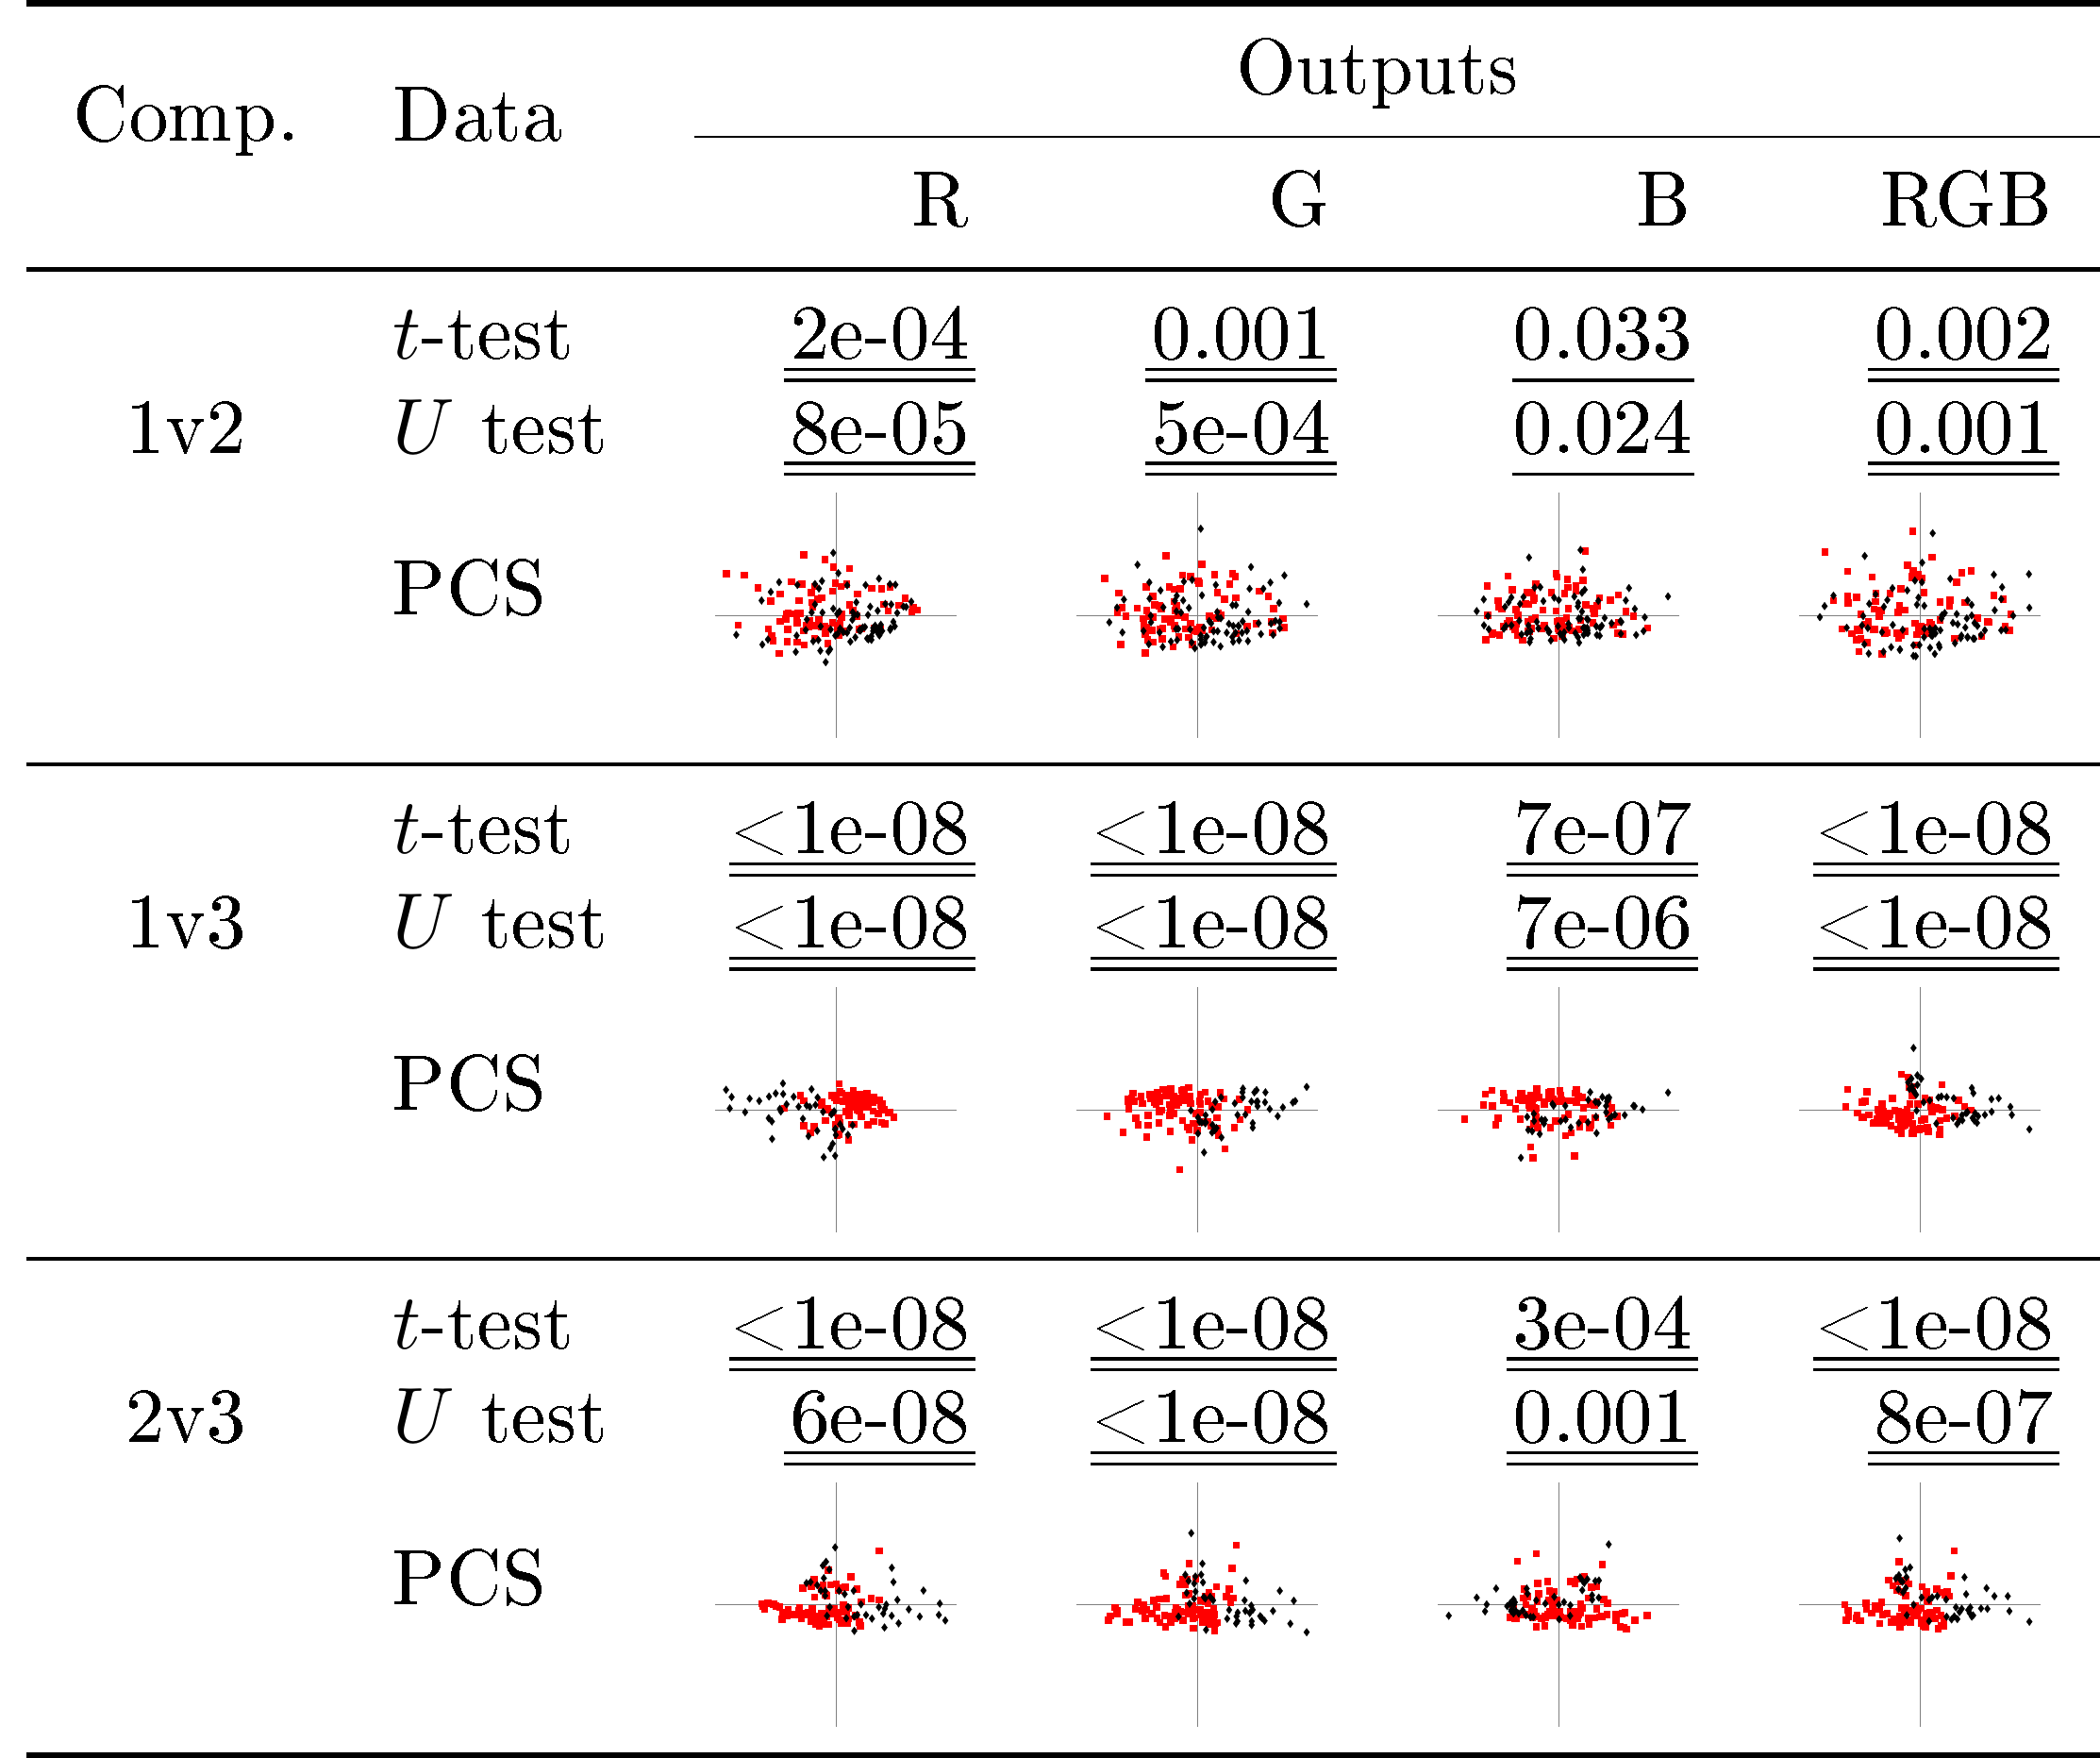 Outputs
Comp. Data
R G B RGB
t-test 2e-04 0.001 0.033 0.002
1v2 U test 8e-05 5e-04 0.024 0.001
PCS
t-test <1e-08 <1e-08 7e-07 <1e-08
1v3 U test <1e-08 <1e-08 7e-06 <1e-08
PCS
t-test <1e-08 <1e-08 3e-04 <1e-08
2v3 U test 6e-08 <1e-08 0.001 8e-07
PCS